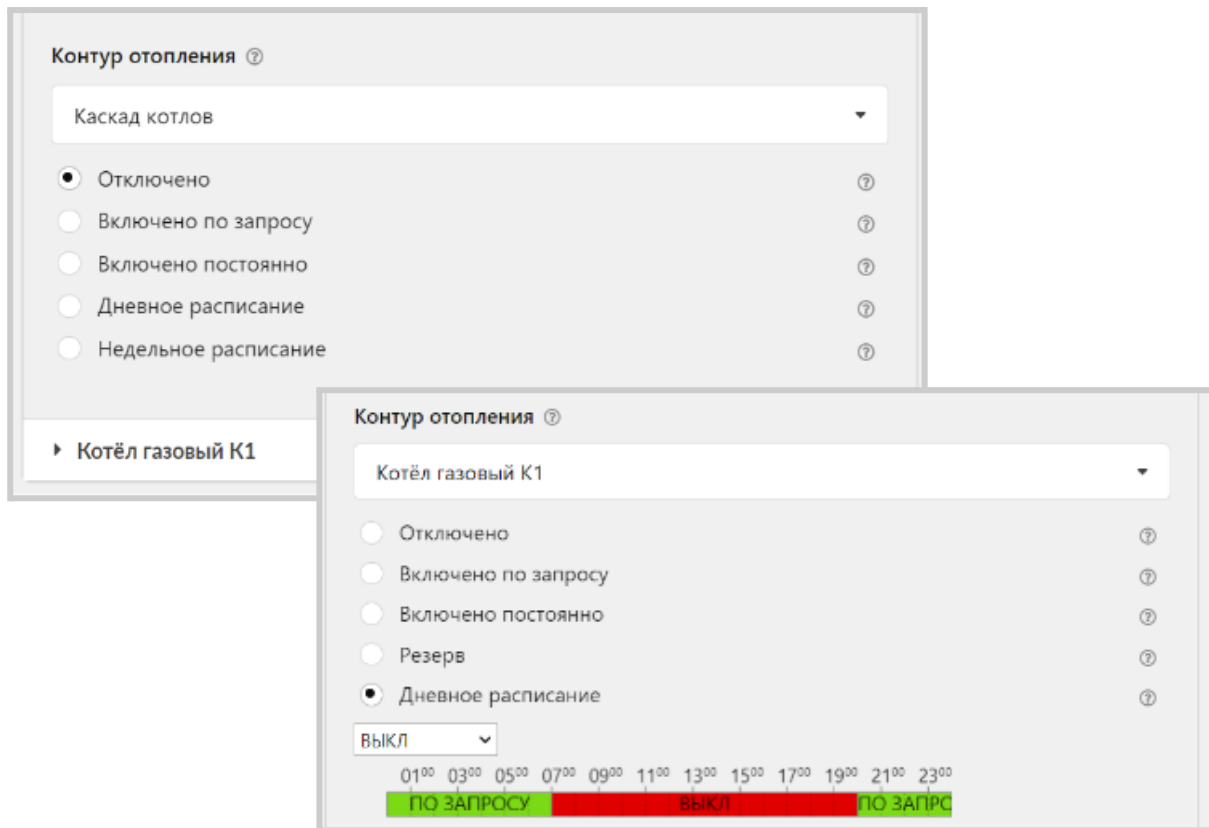 Контур отопления ?
Каскад котлов
Отключено ?
Включено по запросу ?
Включено постоянно ?
Дневное расписание ?
Недельное расписание ?
Котёл газовый К1
Контур отопления ?
Котёл газовый К1
Отключено ?
Включено по запросу ?
Включено постоянно ?
Резерв ?
Дневное расписание ?
ВЫКЛ
01⁰⁰ 03⁰⁰ 05⁰⁰ 07⁰⁰ 09⁰⁰ 11⁰⁰ 13⁰⁰ 15⁰⁰ 17⁰⁰ 19⁰⁰ 21⁰⁰ 23⁰⁰
ПО ЗАПРОСУ ВЫКЛ ПО ЗАПРС